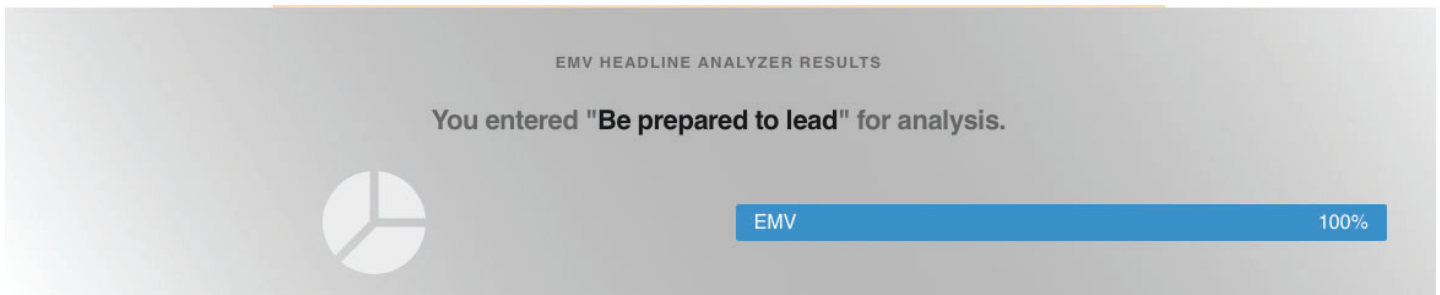 EMV HEADLINE ANALYZER RESULTS
You entered "Be prepared to lead" for analysis.
EMV 100%